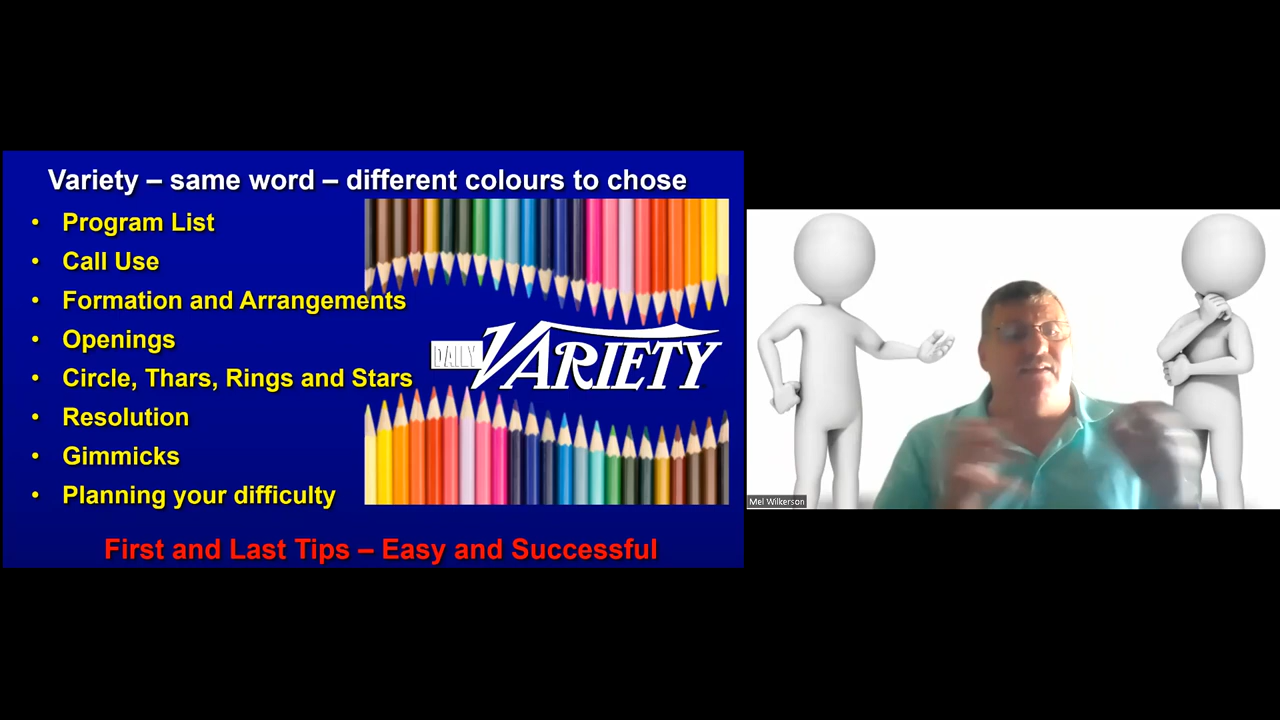 Variety – same word – different colours to chose
• Program List
• Call Use
• Formation and Arrangements
• Openings
• Circle, Thars, Rings and Stars
• Resolution
• Gimmicks
• Planning your difficulty
DAILY VARIETY
First and Last Tips – Easy and Successful
Mel Wilkerson